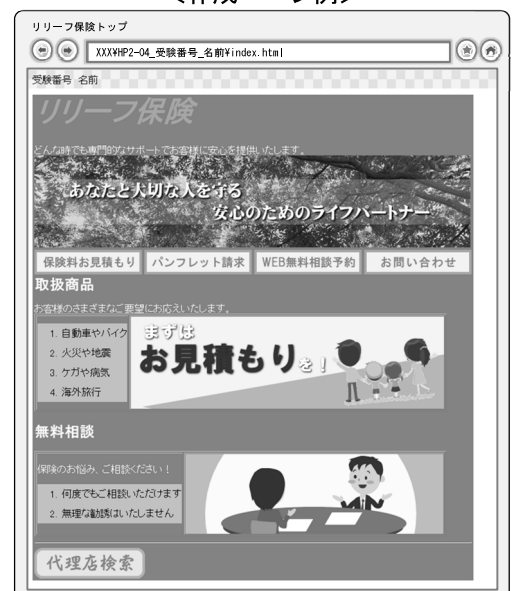 リリーフ保険トップ
XXX¥HP2-04_受験番号_名前¥index.html
受験番号 名前
リリーフ保険
どんな時でも専門的なサポートでお客様に安心を提供いたします。
あなたと大切な人を守る
安心のためのライフパートナー
保険料お見積もり パンフレット請求 WEB無料相談予約 お問い合わせ
取扱商品
お客様のさまざまなご要望にお応えいたします。
1. 自動車やバイク
2. 火災や地震
3. ケガや病気
4. 海外旅行
まずは
お見積もりを!
無料相談
保険のお悩み、ご相談ください!
1. 何度でもご相談いただけます
2. 無理な勧誘はいたしません
代理店検索